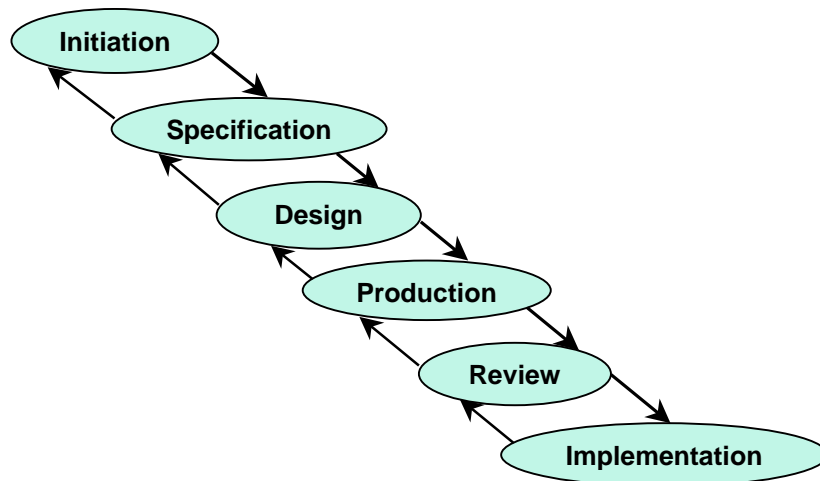 Initiation
Specification
Design
Production
Review
Implementation